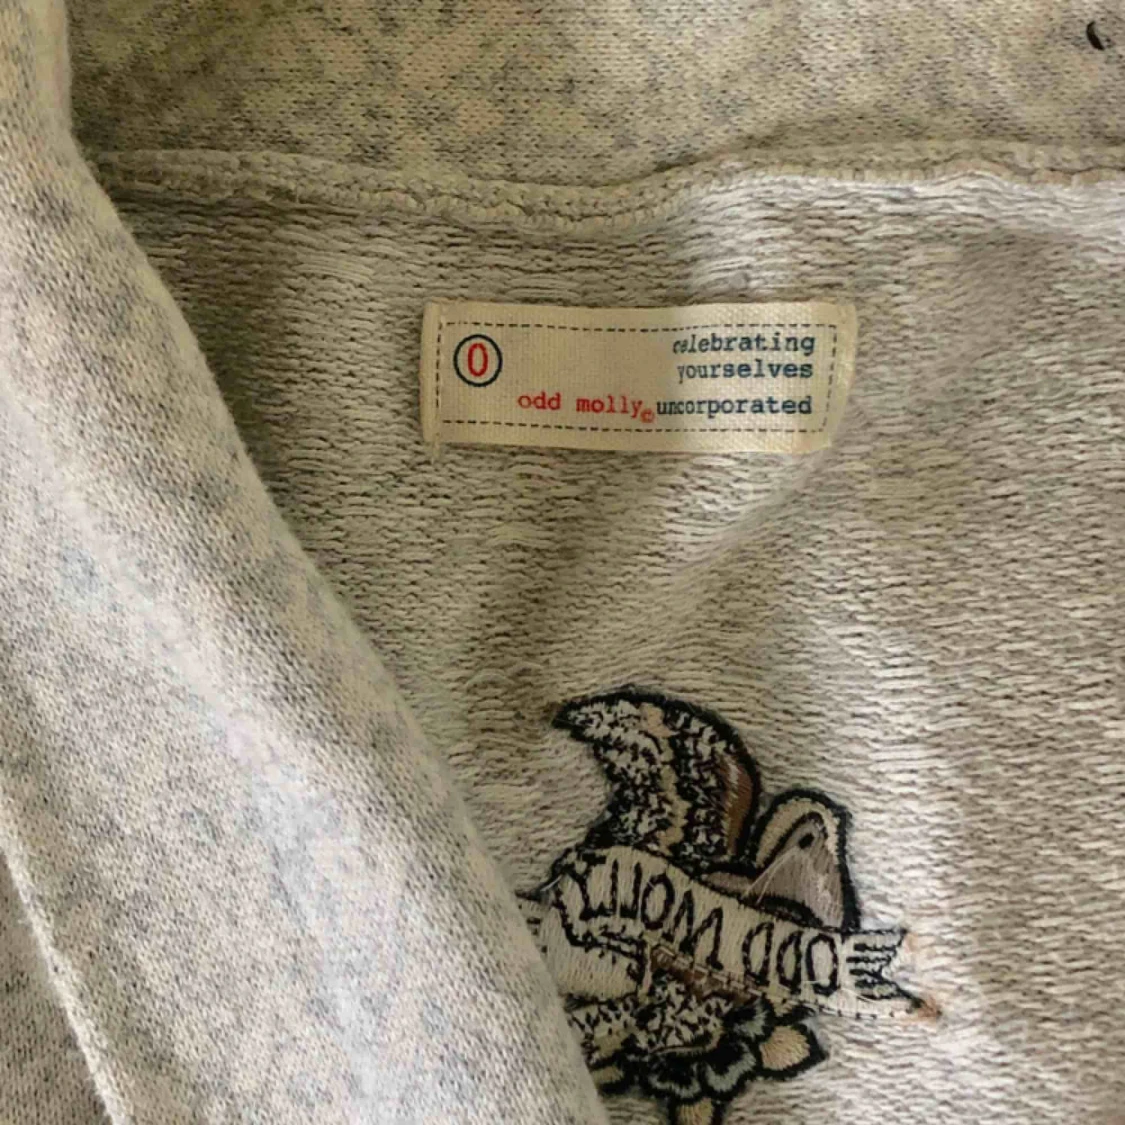 0
celebrating
yourselves
odd molly© uncorporated
ODD MOLLY